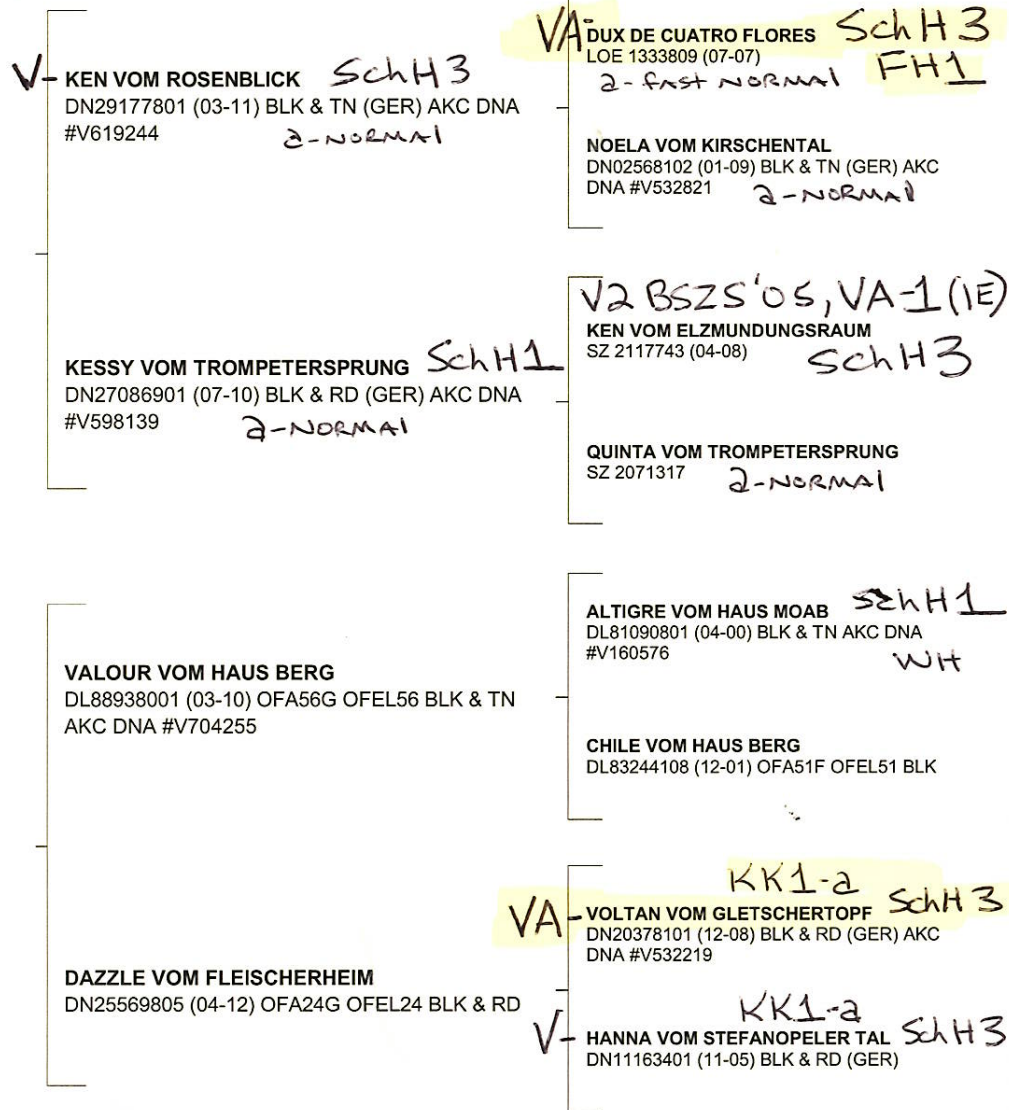 V- KEN VOM ROSENBLICK SchH3
DN29177801 (03-11) BLK & TN (GER) AKC DNA
#V619244
a-NORMAl
KESSY VOM TROMPETERSPRUNG SchH1
DN27086901 (07-10) BLK & RD (GER) AKC DNA
#V598139
a-NORMAl
VALOUR VOM HAUS BERG
DL88938001 (03-10) OFA56G OFEL56 BLK & TN
AKC DNA #V704255
DAZZLE VOM FLEISCHERHEIM
DN25569805 (04-12) OFA24G OFEL24 BLK & RD
VA- DUX DE CUATRO FLORES SchH3
LOE 1333809 (07-07) FH1
a-fAst NORMAl
NOELA VOM KIRSCHENTAL
DN02568102 (01-09) BLK & TN (GER) AKC
DNA #V532821 a-NORMAl
V2 BSZS'05, VA-1 (IE)
KEN VOM ELZMUNDUNGSRAUM
SZ 2117743 (04-08) SchH3
QUINTA VOM TROMPETERSPRUNG
SZ 2071317 a-NORMAl
ALTIGRE VOM HAUS MOAB SchH1
DL81090801 (04-00) BLK & TN AKC DNA
#V160576 WH
CHILE VOM HAUS BERG
DL83244108 (12-01) OFA51F OFEL51 BLK
KK1-a
VA- VOLTAN VOM GLETSCHERTOPF SchH3
DN20378101 (12-08) BLK & RD (GER) AKC
DNA #V532219
KK1-a
V- HANNA VOM STEFANOPELER TAL SchH3
DN11163401 (11-05) BLK & RD (GER)